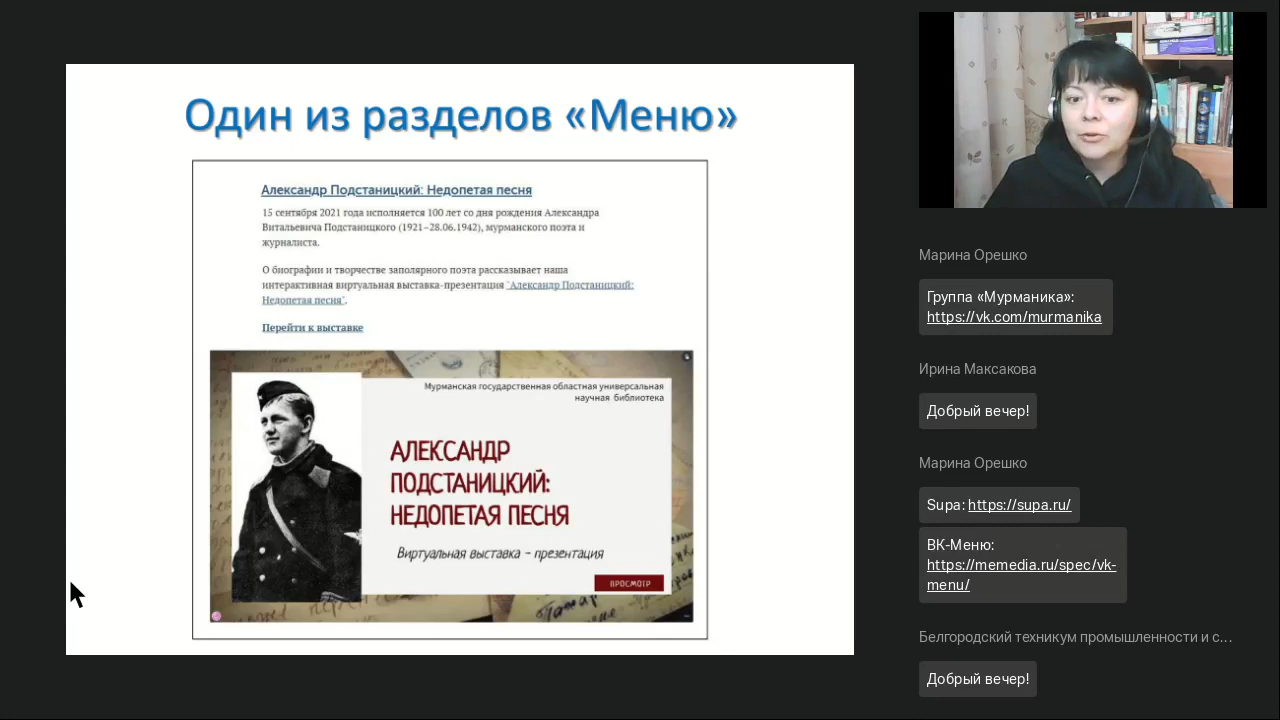 Один из разделов «Меню»
Александр Подстаницкий: Недопетая песня
15 сентября 2021 года исполняется 100 лет со дня рождения Александра
Витальевича Подстаницкого (1921–28.06.1942), мурманского поэта и
журналиста.
О биографии и творчестве заполярного поэта рассказывает наша
интерактивная виртуальная выставка-презентация "Александр Подстаницкий:
Недопетая песня".
Перейти к выставке
Мурманская государственная областная универсальная
научная библиотека
АЛЕКСАНДР
ПОДСТАНИЦКИЙ:
НЕДОПЕТАЯ ПЕСНЯ
Виртуальная выставка - презентация
ПРОСМОТР
Марина Орешко
Группа «Мурманика»:
https://vk.com/murmanika
Ирина Максакова
Добрый вечер!
Марина Орешко
Supa: https://supa.ru/
ВК-Меню:
https://memedia.ru/spec/vk-
menu/
Белгородский техникум промышленности и с...
Добрый вечер!